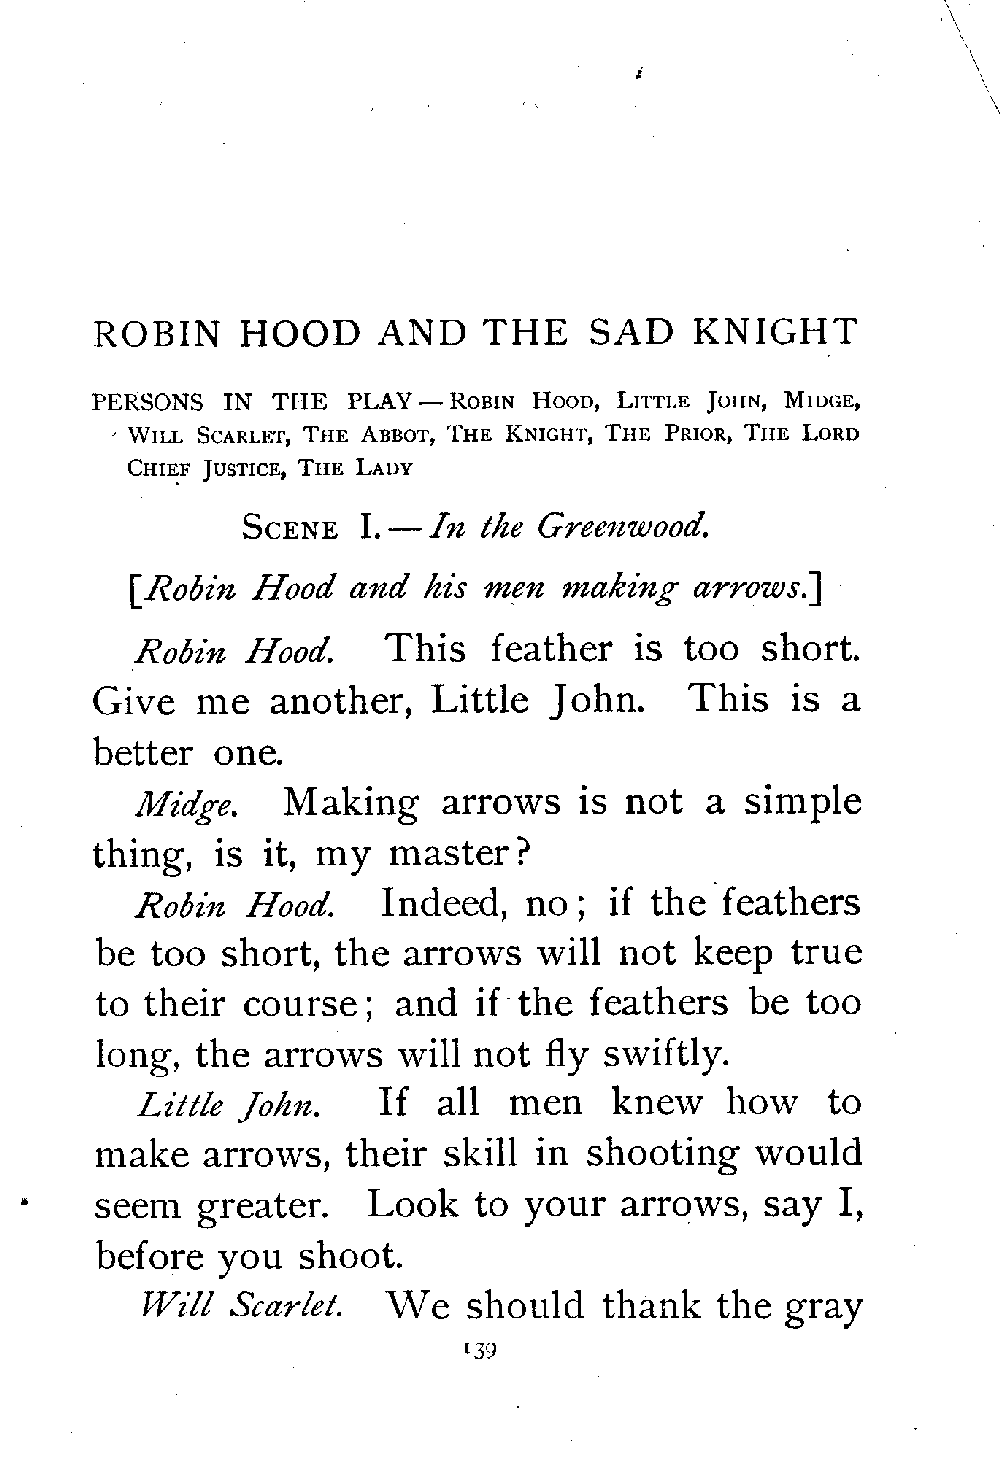 ROBIN HOOD AND THE SAD KNIGHT
PERSONS IN THE PLAY — ROBIN HOOD, LITTLE JOHN, MIDGE,
WILL SCARLET, THE ABBOT, THE KNIGHT, THE PRIOR, THE LORD
CHIEF JUSTICE, THE LADY
SCENE I. — In the Greenwood.
[Robin Hood and his men making arrows.]
Robin Hood. This feather is too short.
Give me another, Little John. This is a
better one.
Midge. Making arrows is not a simple
thing, is it, my master?
Robin Hood. Indeed, no; if the feathers
be too short, the arrows will not keep true
to their course; and if the feathers be too
long, the arrows will not fly swiftly.
Little John. If all men knew how to
make arrows, their skill in shooting would
seem greater. Look to your arrows, say I,
before you shoot.
Will Scarlet. We should thank the gray
139